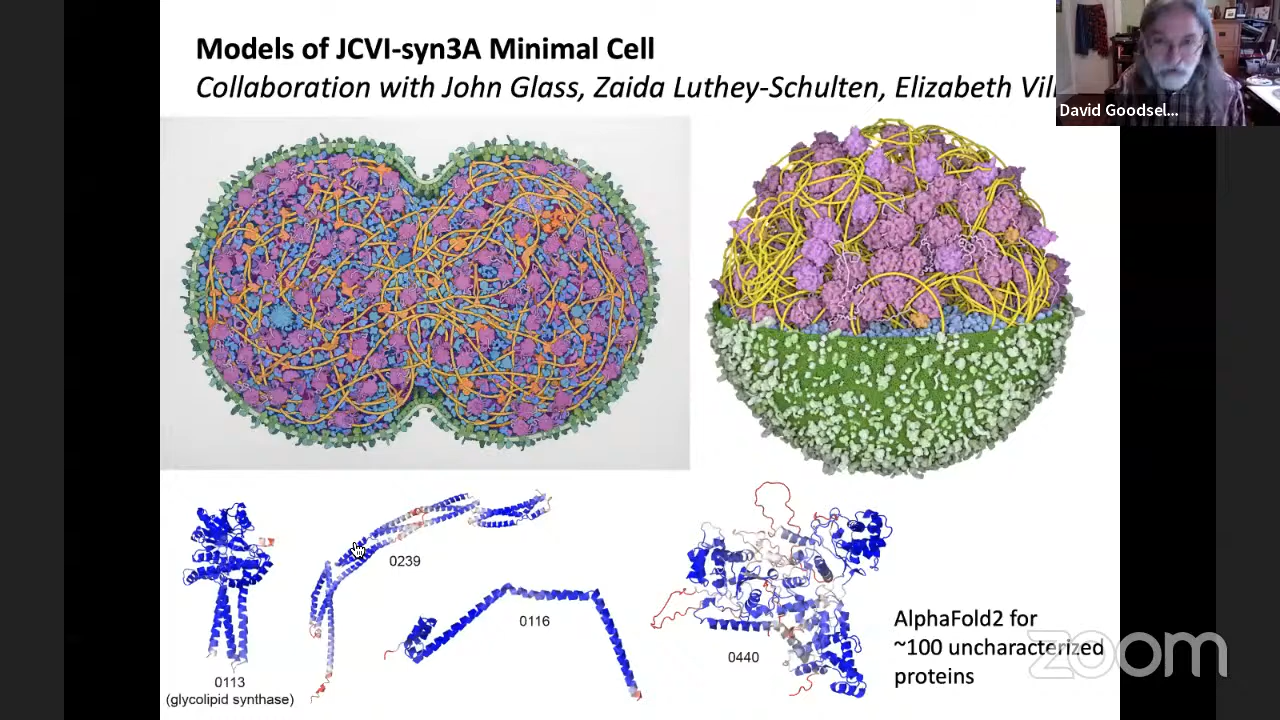 Models of JCVI-syn3A Minimal Cell
Collaboration with John Glass, Zaida Luthey-Schulten, Elizabeth
David Goodsel...
0239
0116
0113
(glycolipid synthase)
0440
AlphaFold2 for
~100 uncharacterized
proteins
zoom